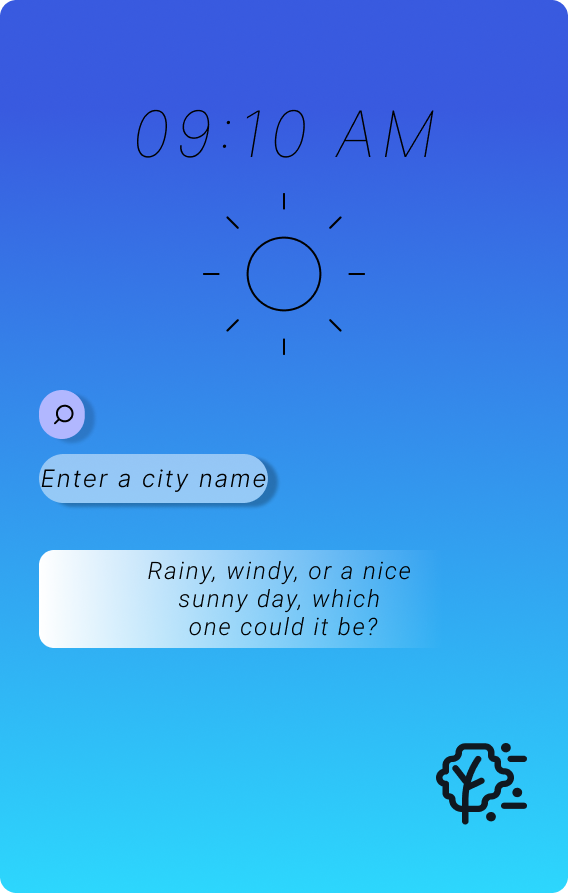 09:10 AM
Enter a city name
Rainy, windy, or a nice
sunny day, which
one could it be?